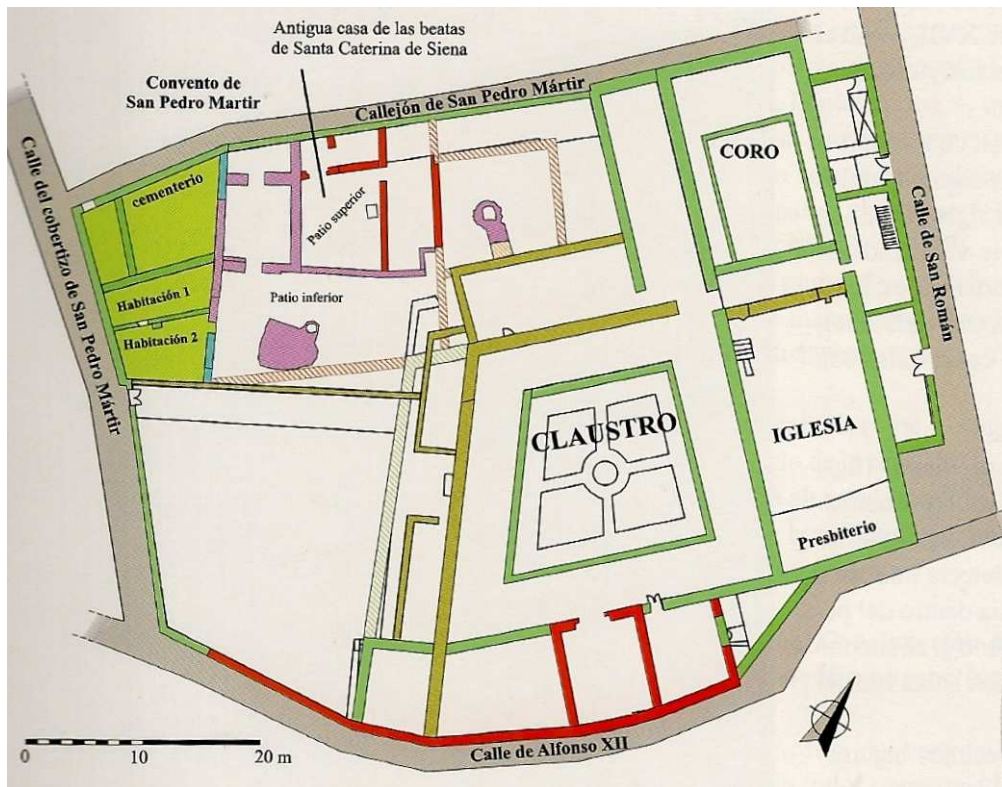 Antigua casa de las beatas
de Santa Caterina de Siena
Convento de
San Pedro Martir
Callejón de San Pedro Mártir
Calle del cobertizo de San Pedro Mártir
cementerio
Patio superior
CORO
Calle de San Román
Habitación 1
Patio inferior
Habitación 2
CLAUSTRO
IGLESIA
Presbiterio
Calle de Alfonso XII
0 10 20 m